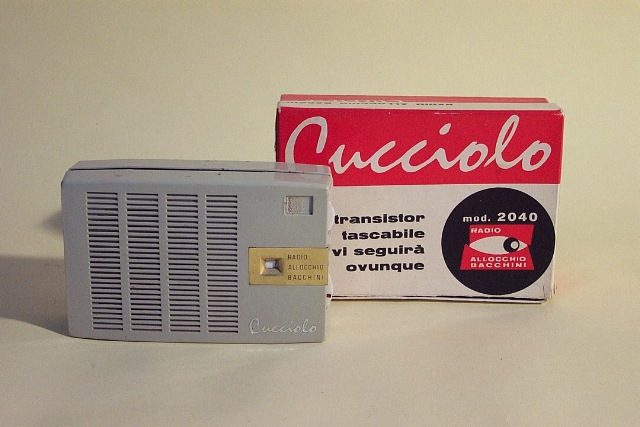 Cucciolo
transistor
tascabile
vi seguirà
ovunque
mod. 2040
RADIO
ALLOCCHIO
BACCHINI
RADIO
ALLOCCHIO
BACCHINI
Cucciolo